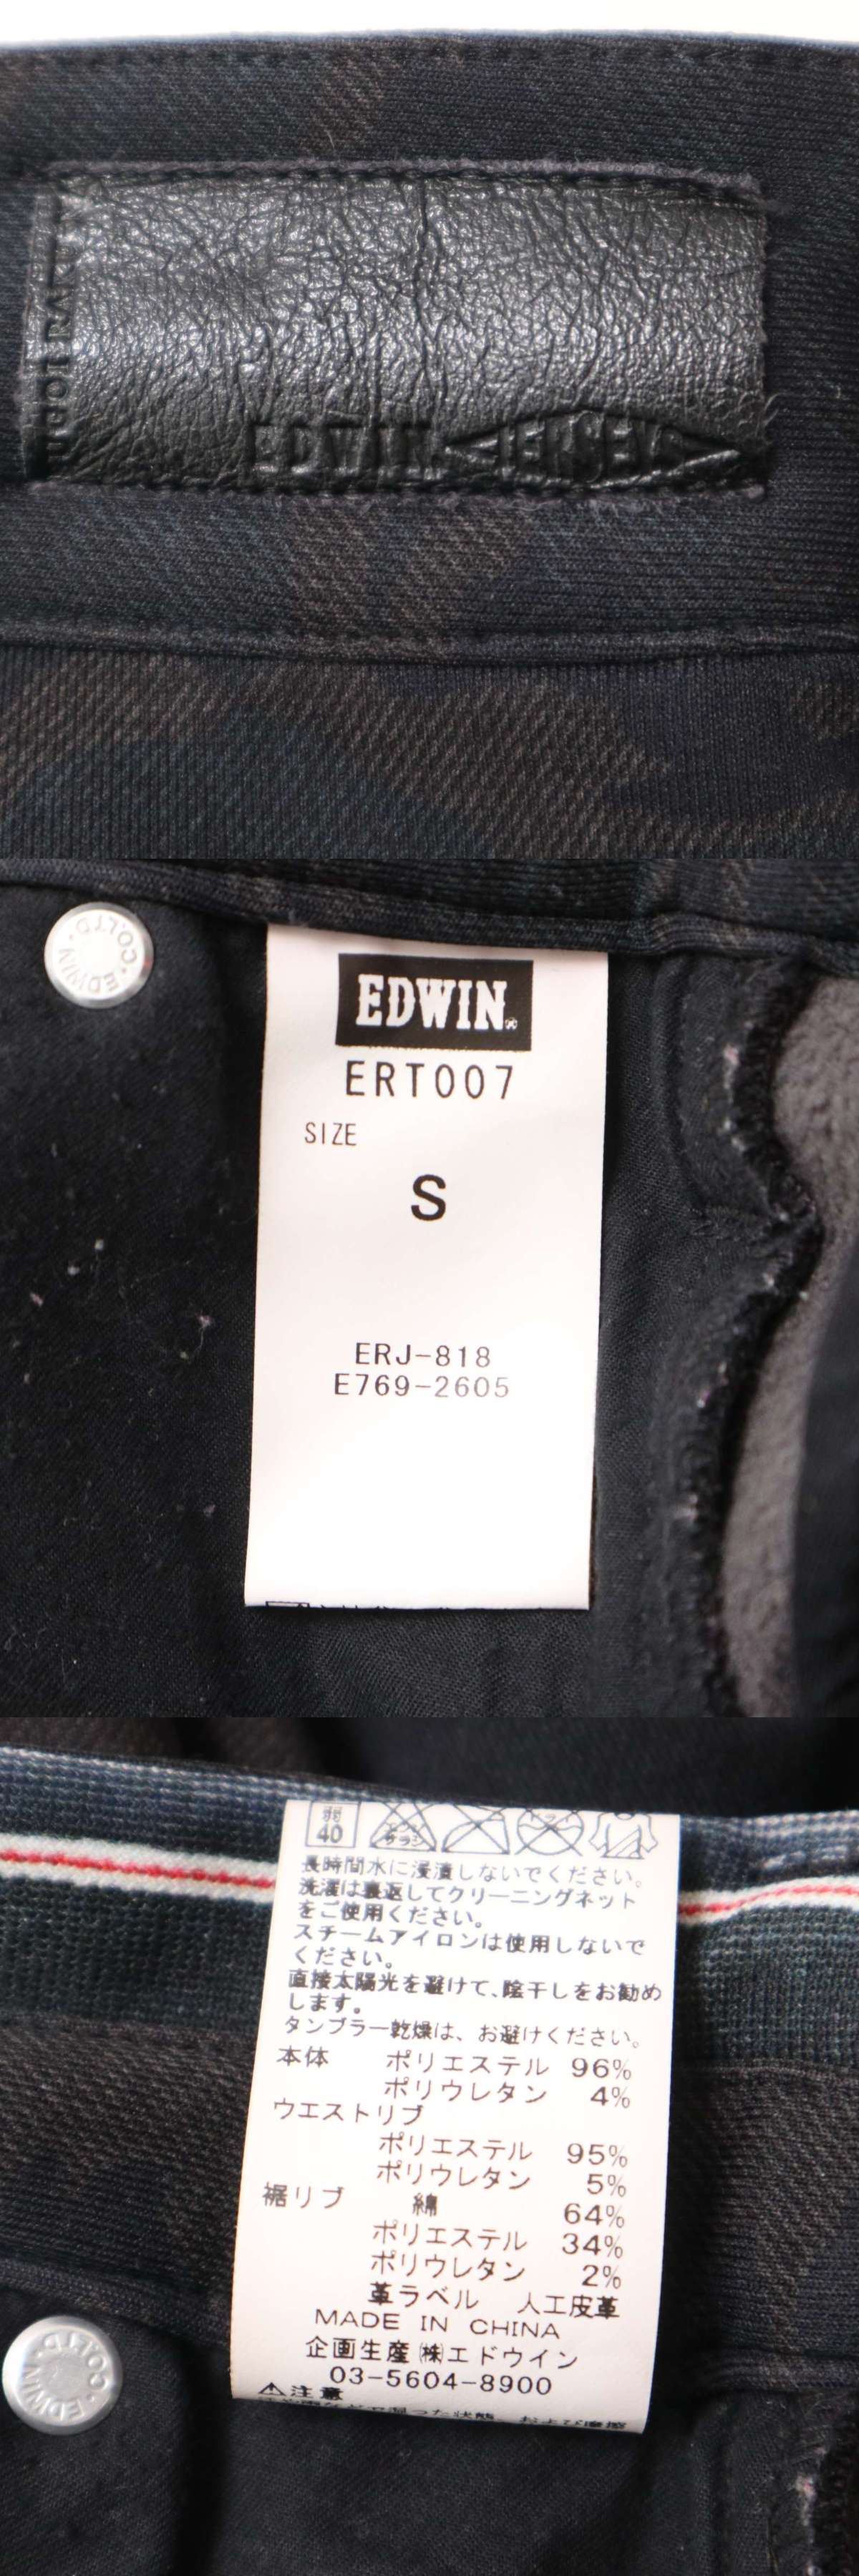 EDWIN JERSEYS
EDWIN CO.,LTD.
EDWIN
ERT007
SIZE
S
ERJ-818
E769-2605
弱
40
長時間水に浸漬しないでください。
洗濯は裏返してクリーニングネット
をご使用ください。
スチームアイロンは使用しないで
ください。
直接太陽光を避けて、陰干しをお勧め
します。
タンブラー乾燥は、お避けください。
本体 ポリエステル 96%
ポリウレタン 4%
ウエストリブ
ポリエステル 95%
ポリウレタン 5%
裾リブ 綿 64%
ポリエステル 34%
ポリウレタン 2%
革ラベル 人工皮革
MADE IN CHINA
企画生産㈱エドウイン
03-5604-8900
⚠注意
EDWIN CO.,LTD.